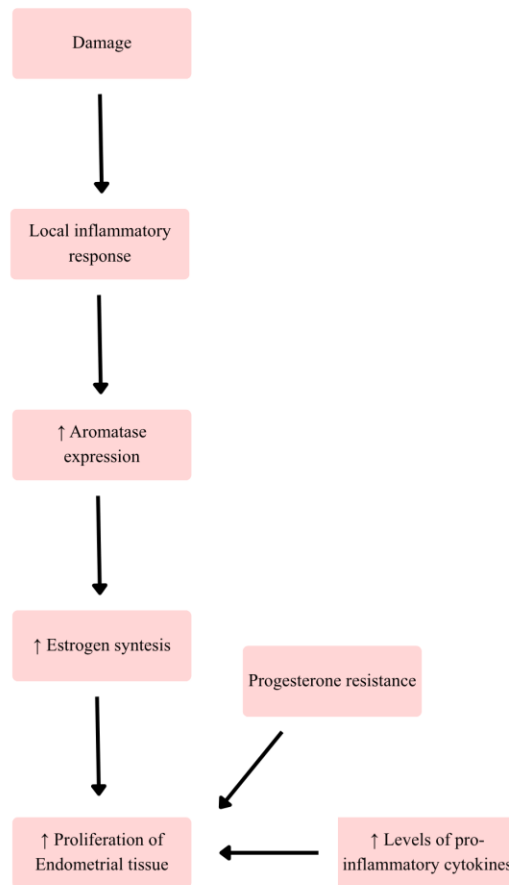 Damage
Local inflammatory
response
↑ Aromatase
expression
↑ Estrogen syntesis
Progesterone resistance
↑ Proliferation of
Endometrial tissue
↑ Levels of pro-
inflammatory cytokines